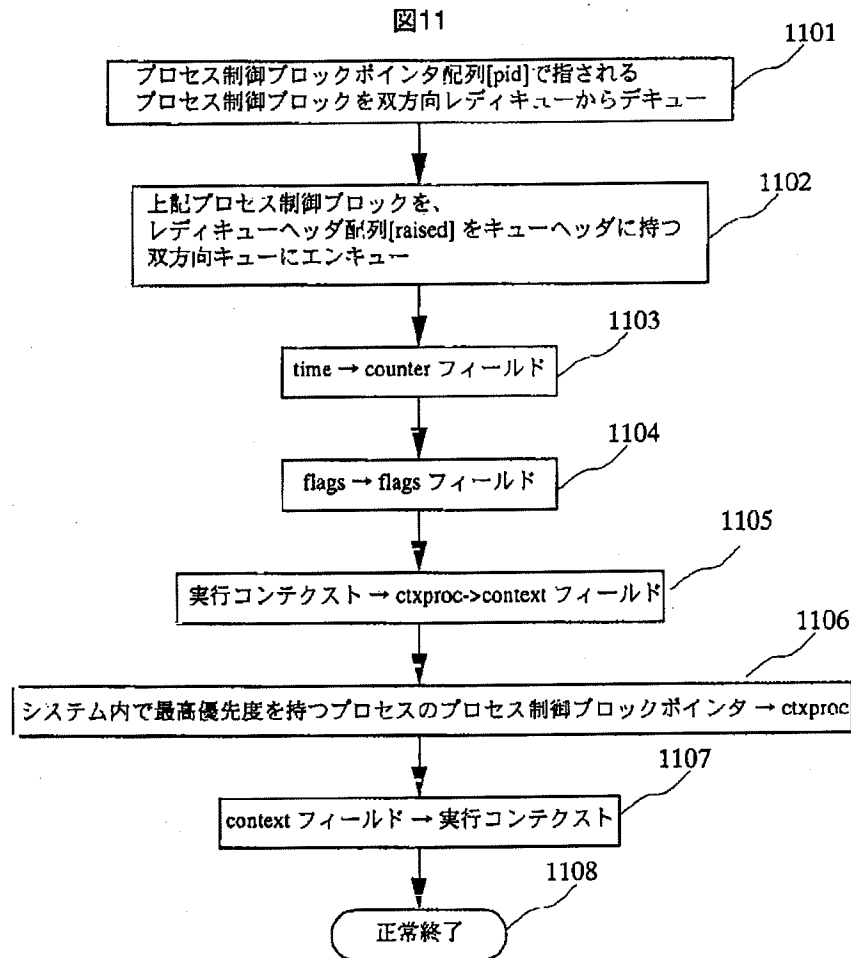 図11
1101
プロセス制御ブロックポインタ配列[pid]で指される
プロセス制御ブロックを双方向レディキューからデキュー
1102
上記プロセス制御ブロックを、
レディキューヘッダ配列[raised] をキューヘッダに持つ
双方向キューにエンキュー
1103
time → counter フィールド
1104
flags → flags フィールド
1105
実行コンテクスト → ctxproc->context フィールド
1106
システム内で最高優先度を持つプロセスのプロセス制御ブロックポインタ → ctxproc
1107
context フィールド → 実行コンテクスト
1108
正常終了